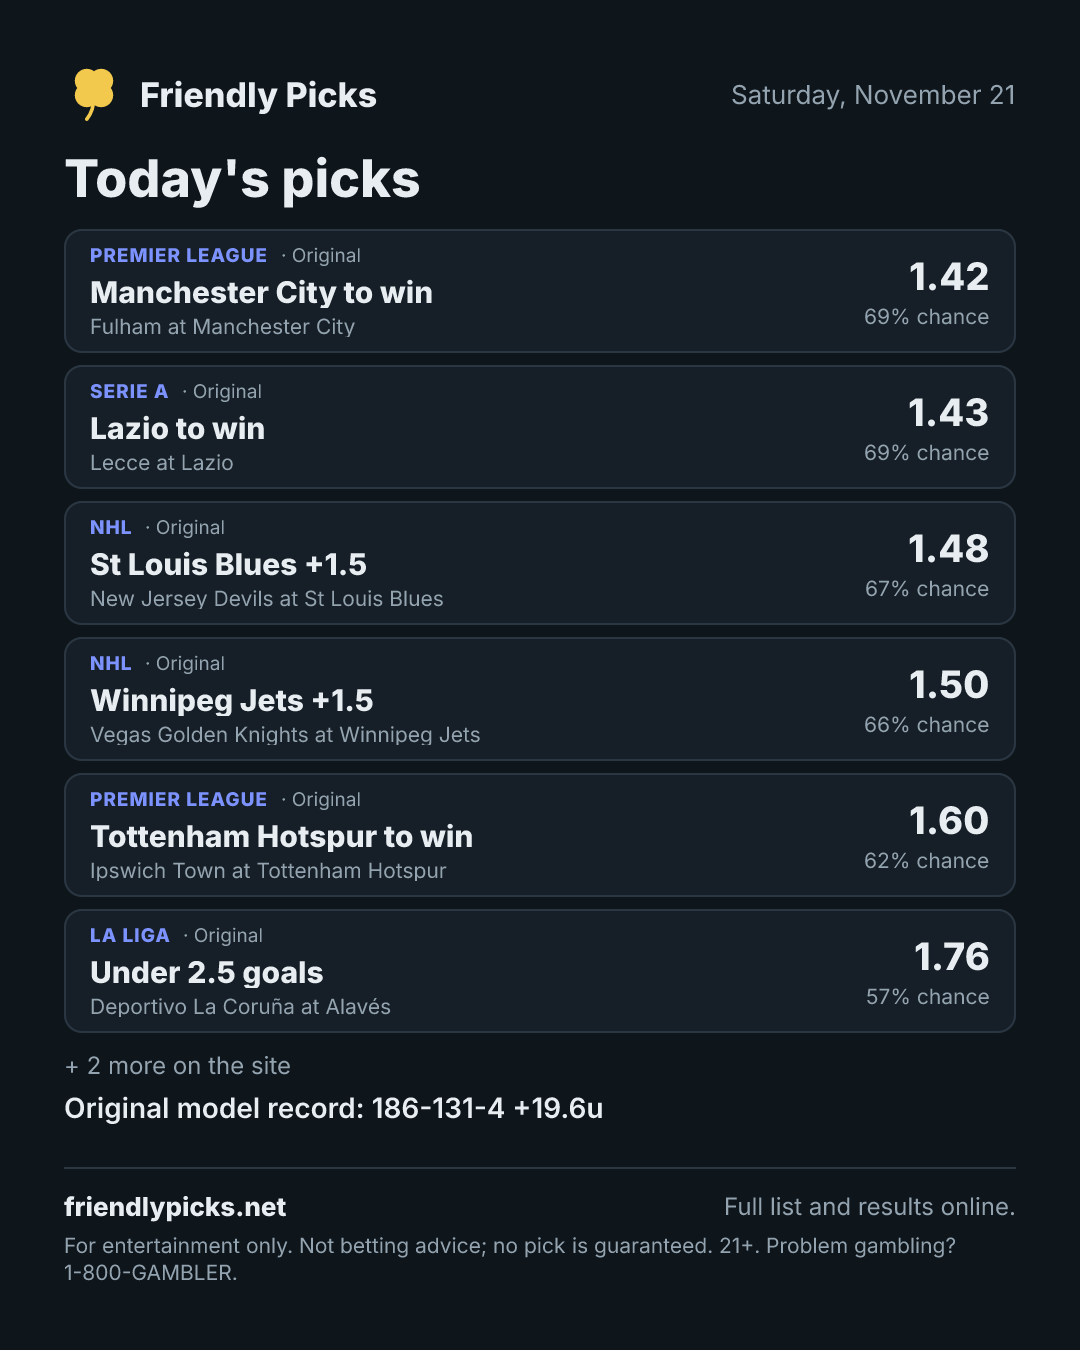 Friendly Picks
Saturday, November 21
Today's picks
PREMIER LEAGUE · Original
Manchester City to win
Fulham at Manchester City
1.42
69% chance
SERIE A · Original
Lazio to win
Lecce at Lazio
1.43
69% chance
NHL · Original
St Louis Blues +1.5
New Jersey Devils at St Louis Blues
1.48
67% chance
NHL · Original
Winnipeg Jets +1.5
Vegas Golden Knights at Winnipeg Jets
1.50
66% chance
PREMIER LEAGUE · Original
Tottenham Hotspur to win
Ipswich Town at Tottenham Hotspur
1.60
62% chance
LA LIGA · Original
Under 2.5 goals
Deportivo La Coruña at Alavés
1.76
57% chance
+ 2 more on the site
Original model record: 186-131-4 +19.6u
friendlypicks.net
Full list and results online.
For entertainment only. Not betting advice; no pick is guaranteed. 21+. Problem gambling?
1-800-GAMBLER.